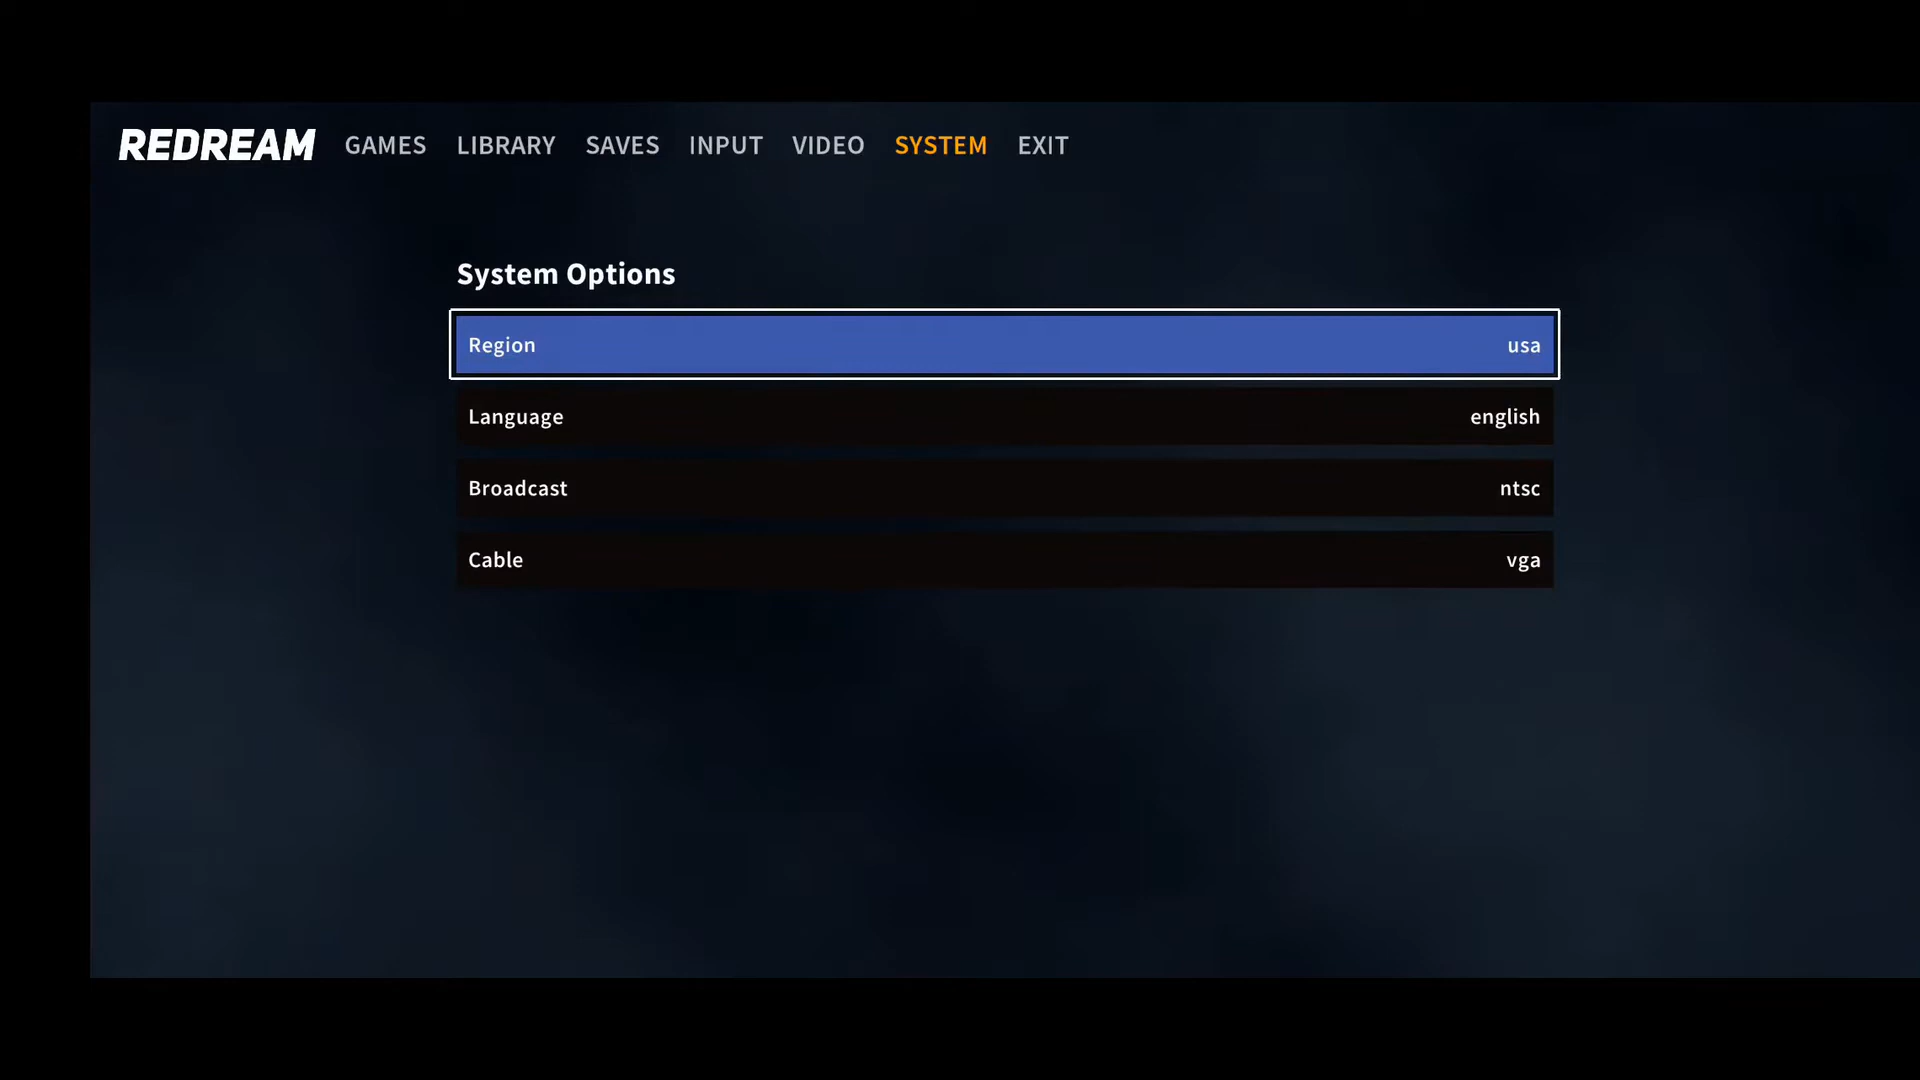 REDREAM GAMES LIBRARY SAVES INPUT VIDEO SYSTEM EXIT
System Options
Region usa
Language english
Broadcast ntsc
Cable vga